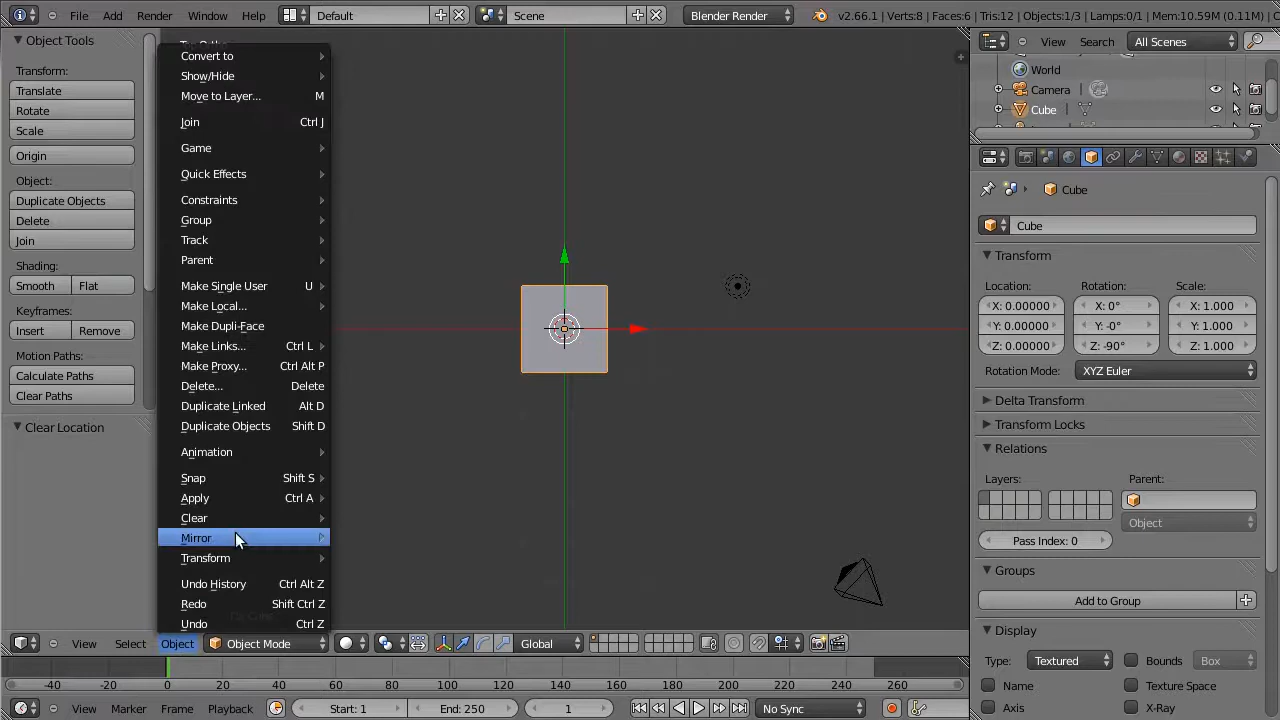 File Add Render Window Help Default Scene Blender Render v2.66.1 | Verts:8 | Faces:6 | Tris:12 | Objects:1/3 | Lamps:0/1 | Mem:10.59M (0.11M) |
Object Tools
Transform:
Translate
Rotate
Scale
Origin
Object:
Duplicate Objects
Delete
Join
Shading:
Smooth Flat
Keyframes:
Insert Remove
Motion Paths:
Calculate Paths
Clear Paths
Clear Location
Convert to
Show/Hide
Move to Layer... M
Join Ctrl J
Game
Quick Effects
Constraints
Group
Track
Parent
Make Single User U
Make Local...
Make Dupli-Face
Make Links... Ctrl L
Make Proxy... Ctrl Alt P
Delete... Delete
Duplicate Linked Alt D
Duplicate Objects Shift D
Animation
Snap Shift S
Apply Ctrl A
Clear
Mirror
Transform
Undo History Ctrl Alt Z
Redo Shift Ctrl Z
Undo Ctrl Z
View Select Object Object Mode Global
-40 -20 0 20 40 60 80 100 120 140 160 180 200 220 240 260
View Marker Frame Playback Start: 1 End: 250 1 No Sync
View Search All Scenes
World
Camera
Cube
Cube
Cube
Transform
Location: Rotation: Scale:
X: 0.00000 X: 0° X: 1.000
Y: 0.00000 Y: -0° Y: 1.000
Z: 0.00000 Z: -90° Z: 1.000
Rotation Mode: XYZ Euler
Delta Transform
Transform Locks
Relations
Layers: Parent:
Object
Pass Index: 0
Groups
Add to Group
Display
Type: Textured Bounds Box
Name Texture Space
Axis X-Ray